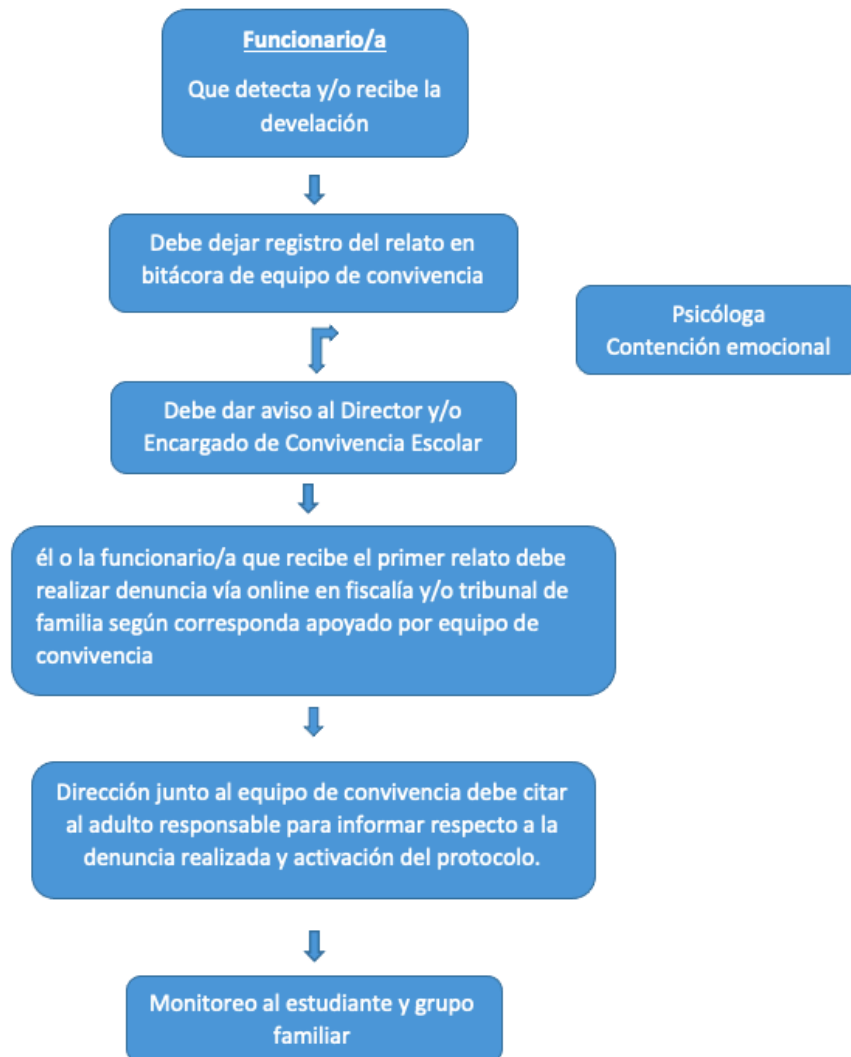 Funcionario/a
Que detecta y/o recibe la
develación
Debe dejar registro del relato en
bitácora de equipo de convivencia
Psicóloga
Contención emocional
Debe dar aviso al Director y/o
Encargado de Convivencia Escolar
él o la funcionario/a que recibe el primer relato debe
realizar denuncia vía online en fiscalía y/o tribunal de
familia según corresponda apoyado por equipo de
convivencia
Dirección junto al equipo de convivencia debe citar
al adulto responsable para informar respecto a la
denuncia realizada y activación del protocolo.
Monitoreo al estudiante y grupo
familiar